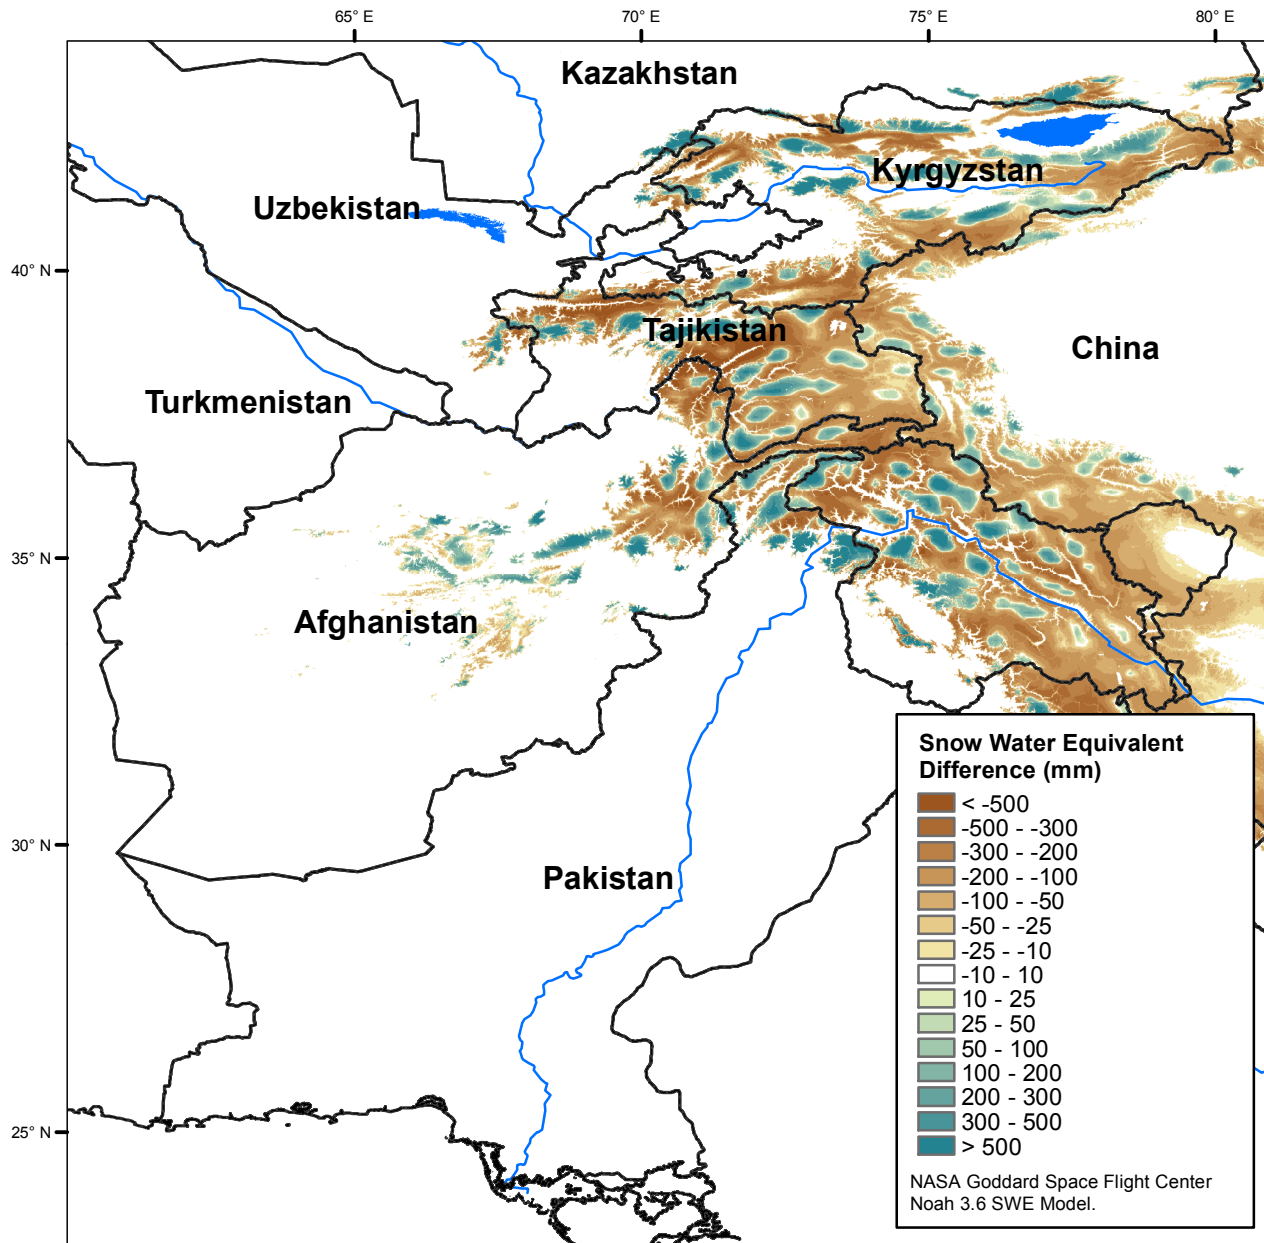 65° E
70° E
75° E
80° E
Kazakhstan
Kyrgyzstan
Uzbekistan
40° N
Tajikistan
China
Turkmenistan
35° N
Afghanistan
Snow Water Equivalent
Difference (mm)
< -500
-500 - -300
-300 - -200
-200 - -100
-100 - -50
-50 - -25
-25 - -10
-10 - 10
10 - 25
25 - 50
50 - 100
100 - 200
200 - 300
300 - 500
> 500
30° N
Pakistan
25° N
NASA Goddard Space Flight Center
Noah 3.6 SWE Model.